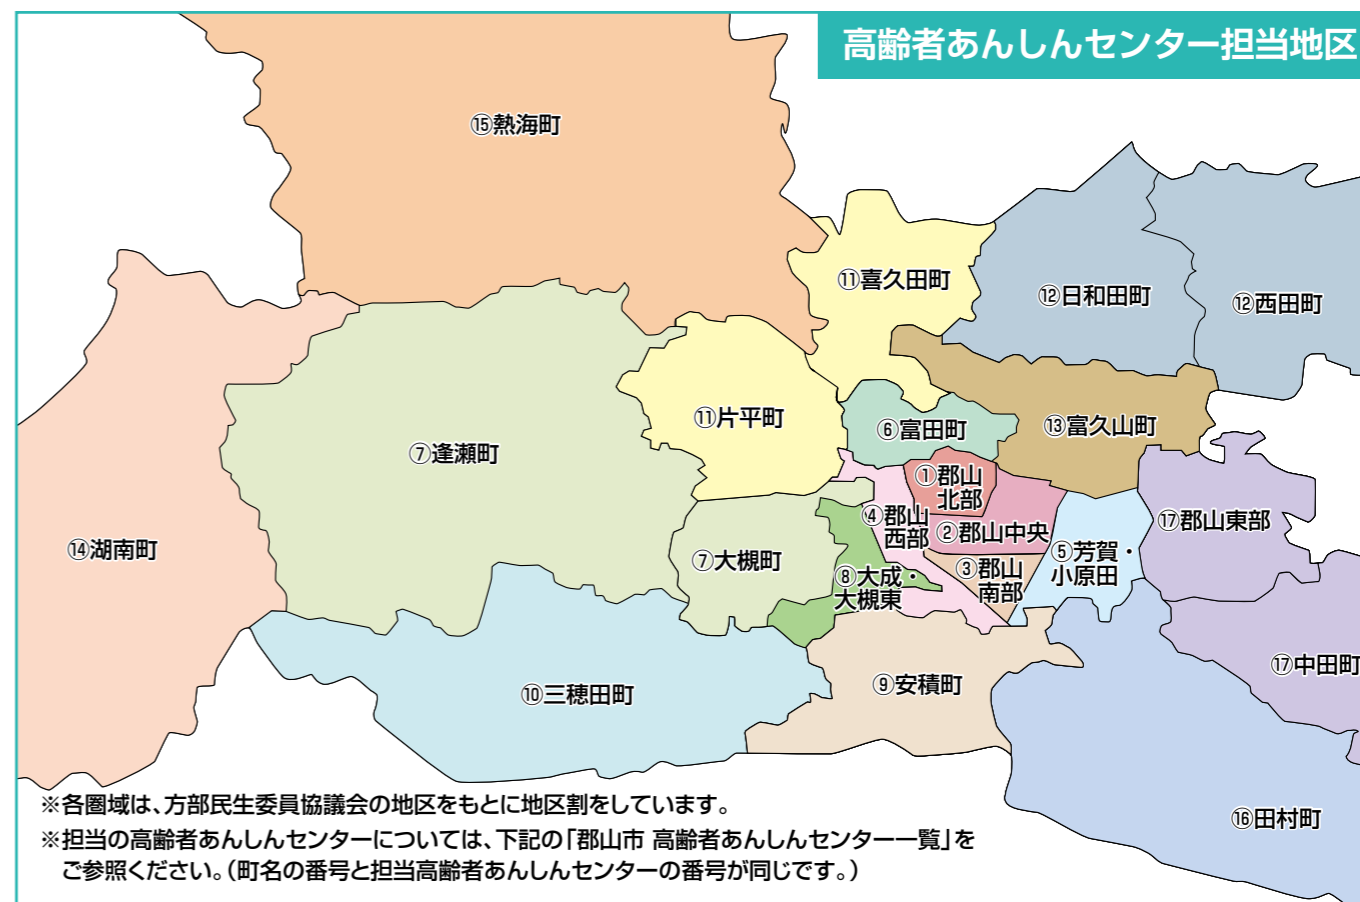 高齢者あんしんセンター担当地区
⑮熱海町
⑪喜久田町
⑫日和田町
⑫西田町
⑪片平町
⑥富田町
⑬富久山町
⑦逢瀬町
①郡山
北部
④郡山
西部
②郡山中央
⑰郡山東部
⑭湖南町
⑦大槻町
⑤芳賀・
小原田
③郡山
南部
⑧大成・
大槻東
⑰中田町
⑩三穂田町
⑨安積町
⑯田村町
※各圏域は、方部民生委員協議会の地区をもとに地区割をしています。
※担当の高齢者あんしんセンターについては、下記の「郡山市 高齢者あんしんセンター一覧」を
ご参照ください。（町名の番号と担当高齢者あんしんセンターの番号が同じです。）